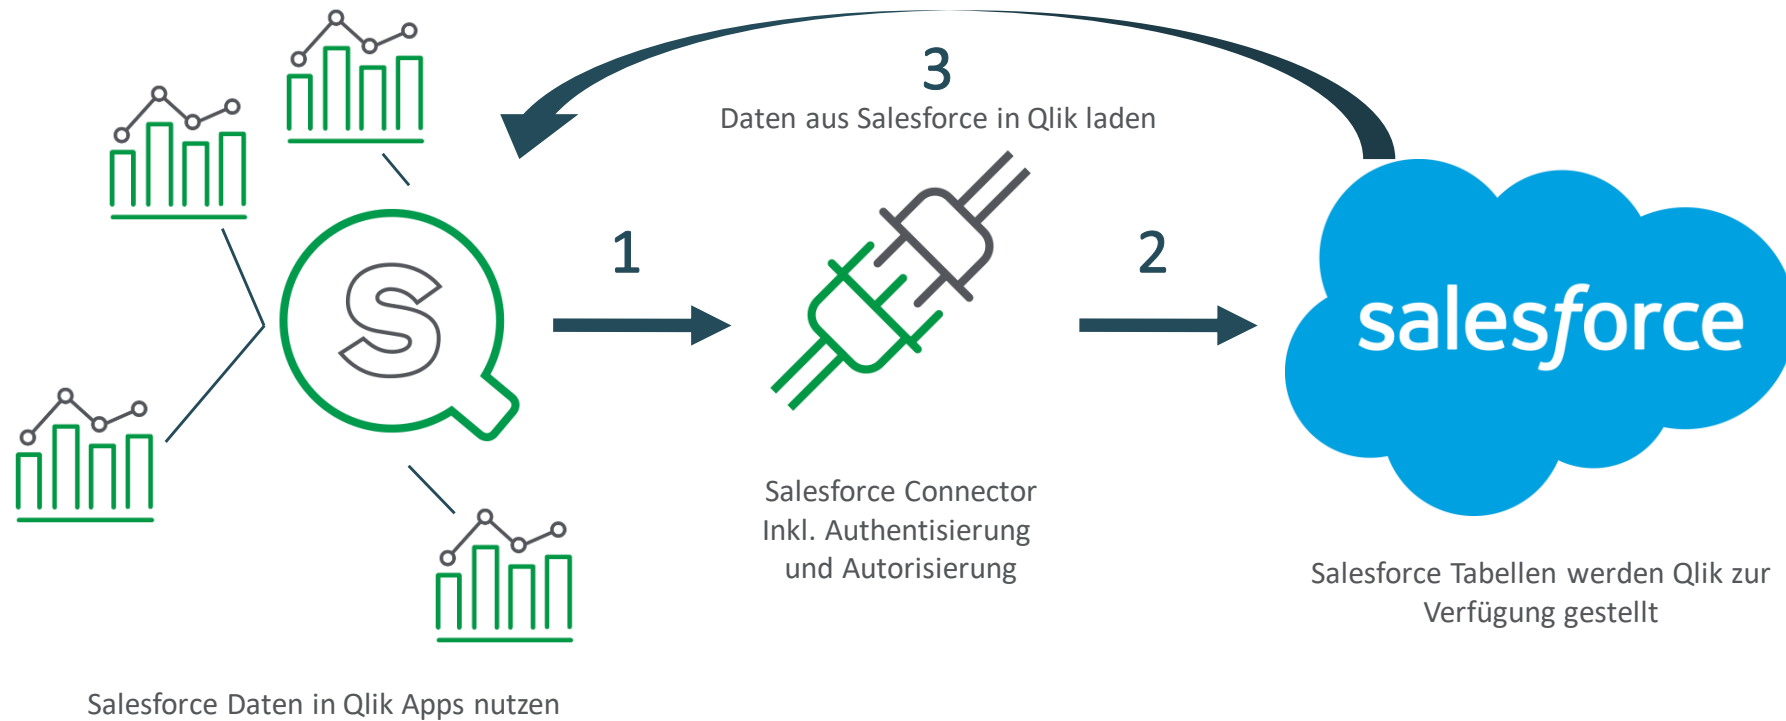 3
Daten aus Salesforce in Qlik laden
1
2
S
salesforce
Salesforce Connector
Inkl. Authentisierung
und Autorisierung
Salesforce Tabellen werden Qlik zur
Verfügung gestellt
Salesforce Daten in Qlik Apps nutzen